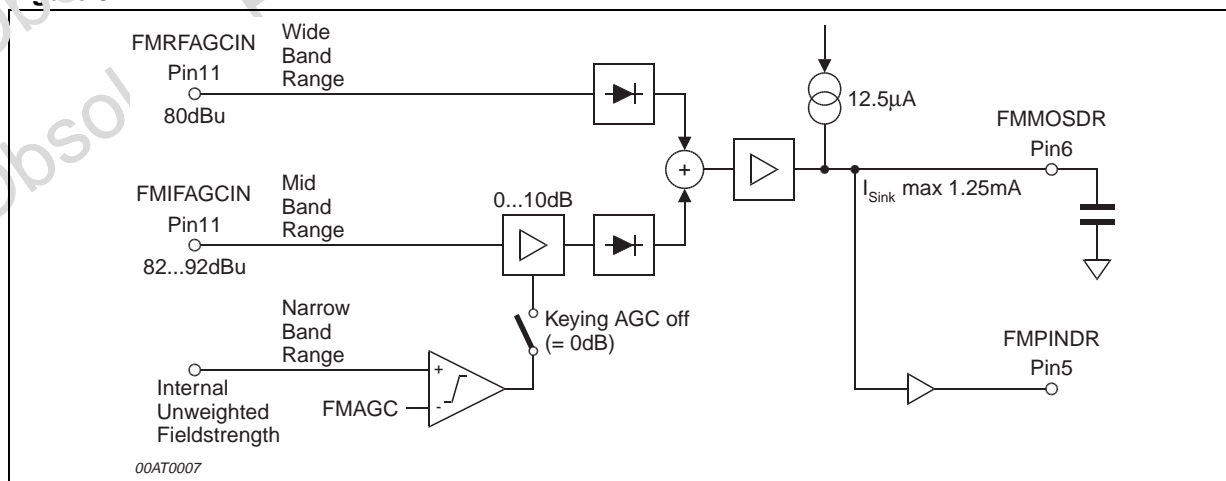 FMRFAGCIN
Pin11
80dBu
Wide
Band
Range
12.5µA
FMMOSDR
Pin6
I Sink max 1.25mA
FMIFAGCIN
Pin11
82...92dBu
Mid
Band
Range
0...10dB
+
Keying AGC off
(= 0dB)
Narrow
Band
Range
Internal
Unweighted
Fieldstrength
FMAGC
+
-
FMPINDR
Pin5
00AT0007